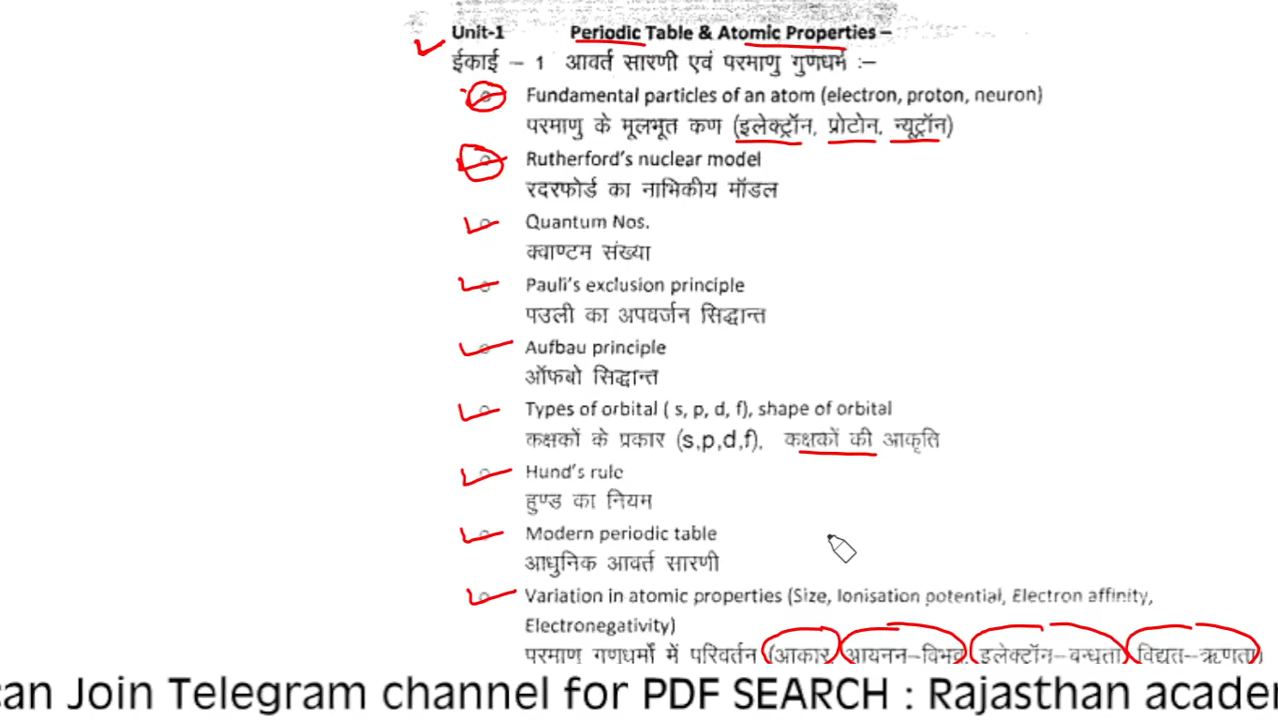 Unit-1 Periodic Table & Atomic Properties –
ईकाई – 1 आवर्त सारणी एवं परमाणु गुणधर्म :–
Fundamental particles of an atom (electron, proton, neuron)
परमाणु के मूलभूत कण (इलेक्ट्रॉन, प्रोटोन, न्यूट्रॉन)
Rutherford's nuclear model
रदरफोर्ड का नाभिकीय मॉडल
Quantum Nos.
क्वाण्टम संख्या
Pauli's exclusion principle
पउली का अपवर्जन सिद्धान्त
Aufbau principle
ऑफबो सिद्धान्त
Types of orbital ( s, p, d, f), shape of orbital
कक्षकों के प्रकार (s,p,d,f), कक्षकों की आकृति
Hund's rule
हुण्ड का नियम
Modern periodic table
आधुनिक आवर्त सारणी
Variation in atomic properties (Size, Ionisation potential, Electron affinity,
Electronegativity)
परमाणु गुणधर्मों में परिवर्तन (आकार, आयनन–विभव, इलेक्ट्रॉन–बन्धुता, विद्युत–ऋणता)
can Join Telegram channel for PDF SEARCH : Rajasthan academ